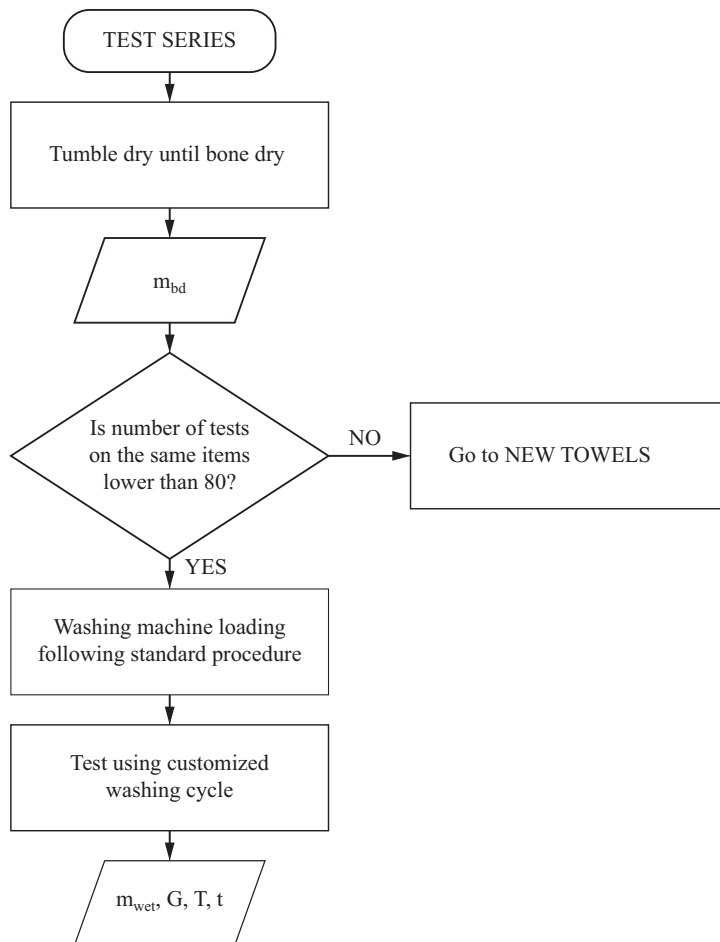 TEST SERIES
Tumble dry until bone dry
m_bd
Is number of tests
on the same items
lower than 80?
NO
Go to NEW TOWELS
YES
Washing machine loading
following standard procedure
Test using customized
washing cycle
m_wet, G, T, t